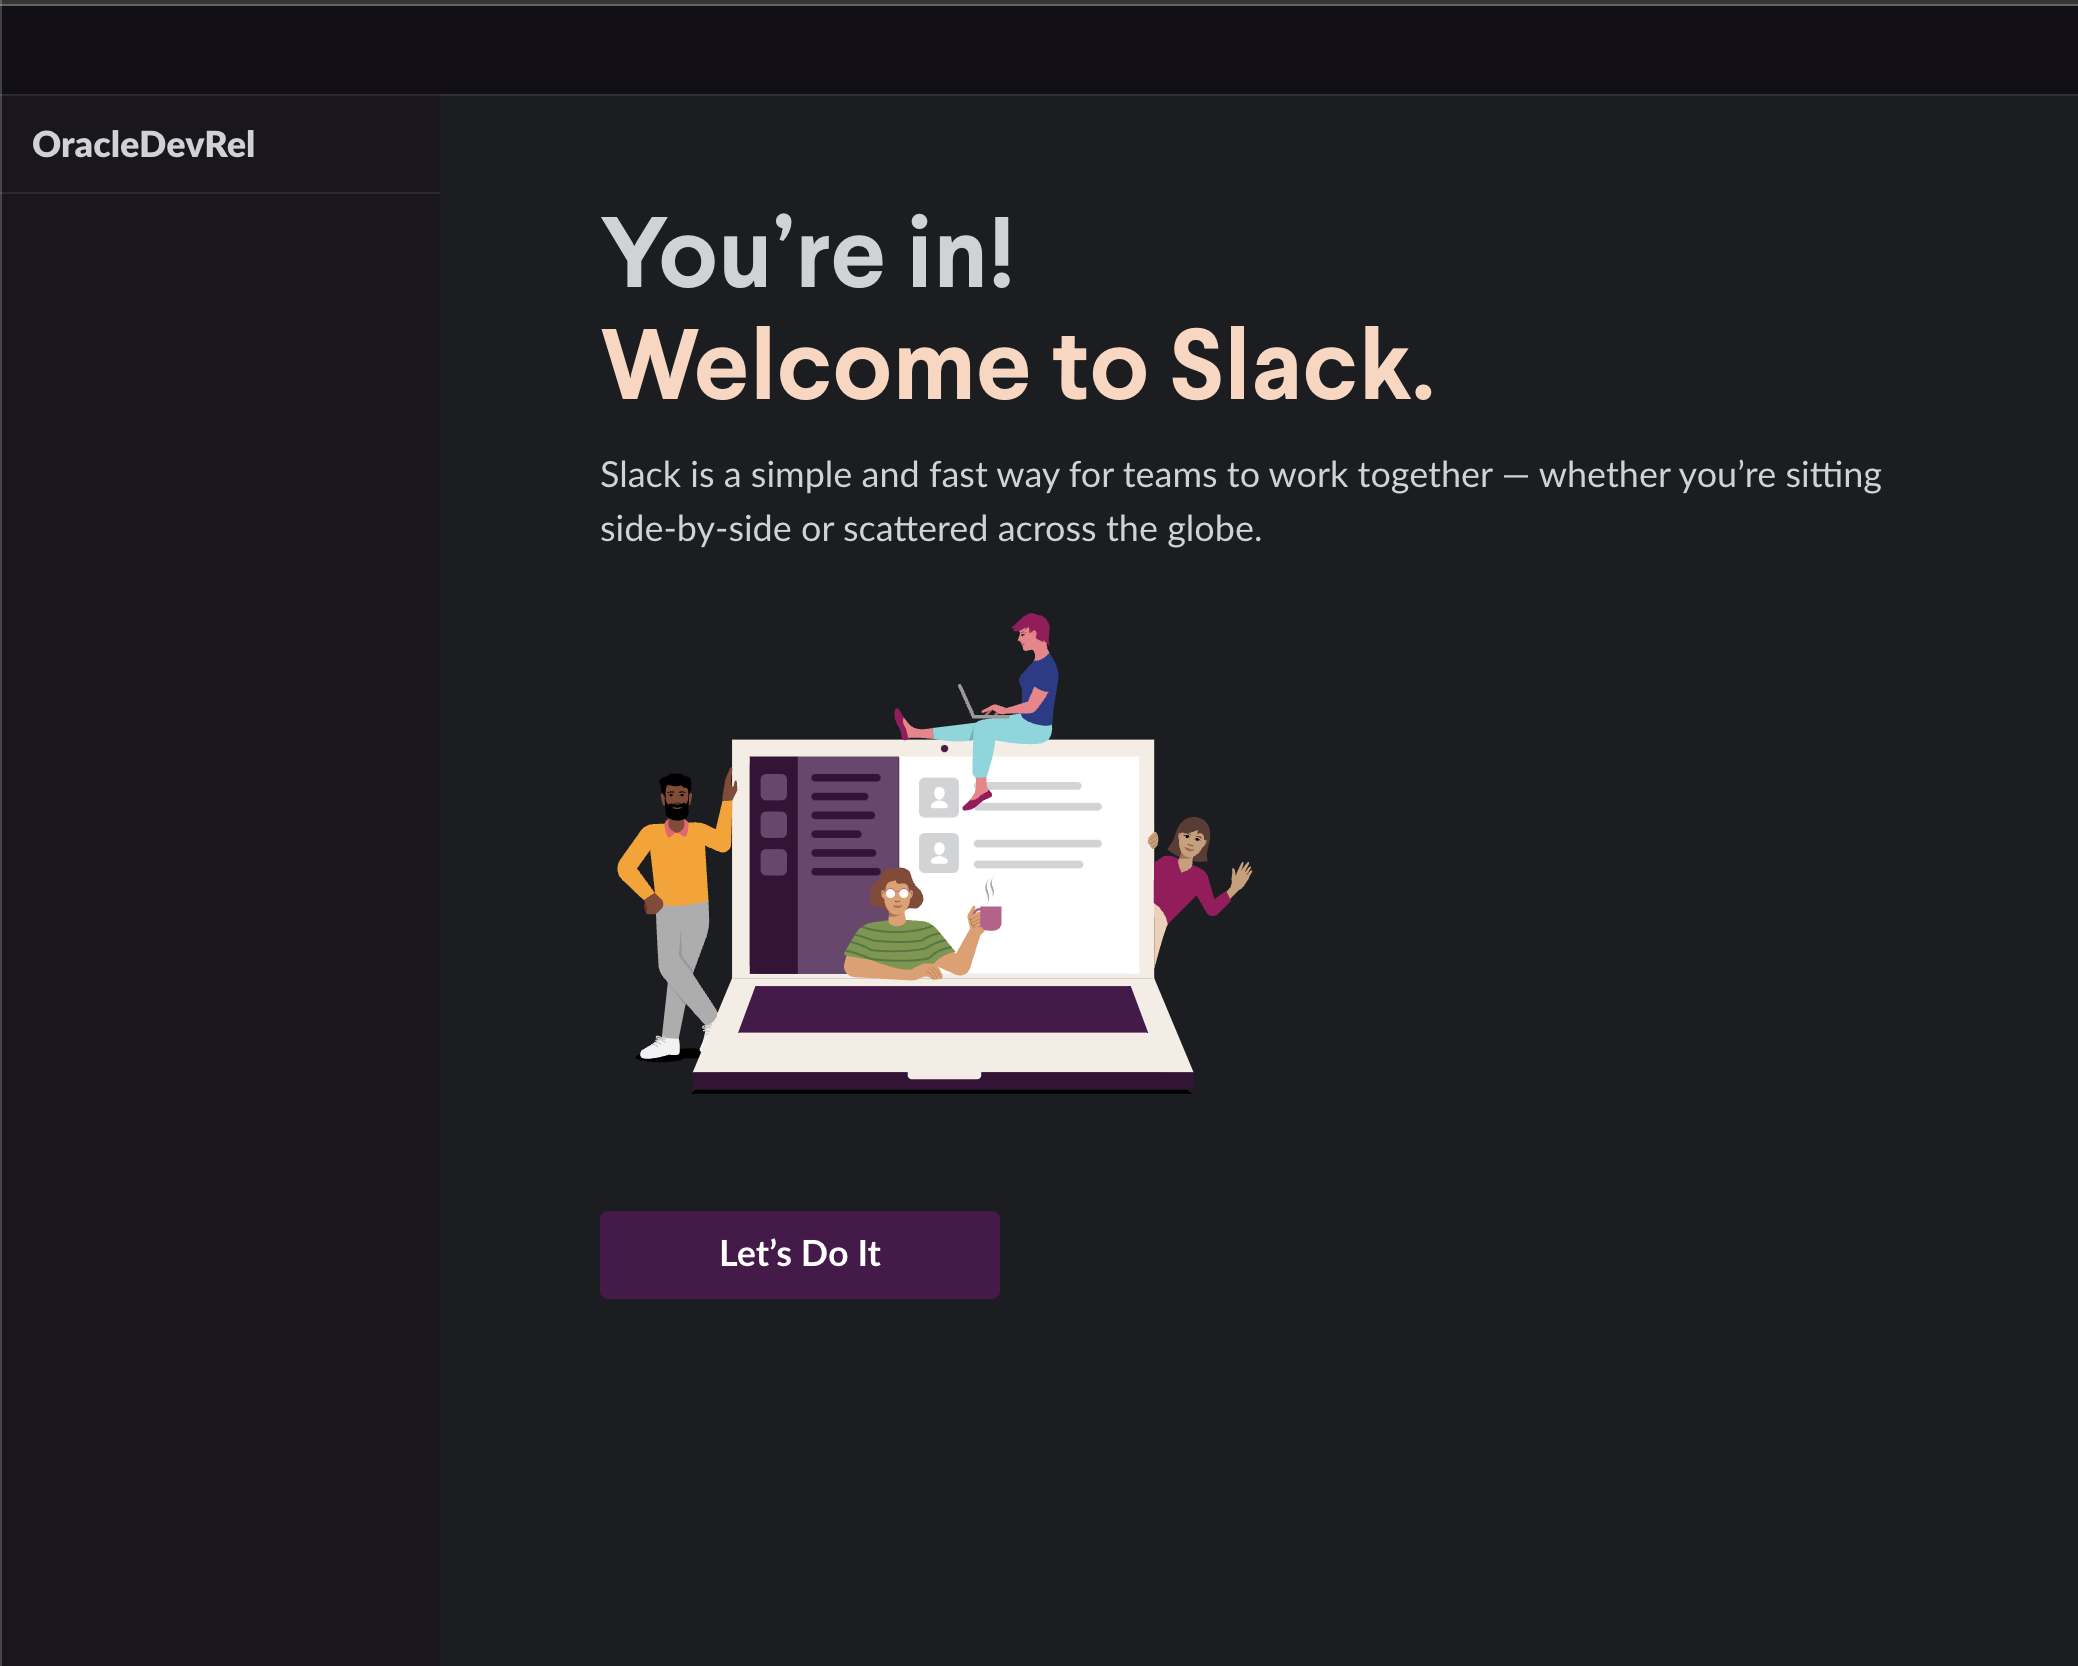 OracleDevRel
You’re in!
Welcome to Slack.
Slack is a simple and fast way for teams to work together — whether you’re sitting
side-by-side or scattered across the globe.
Let’s Do It